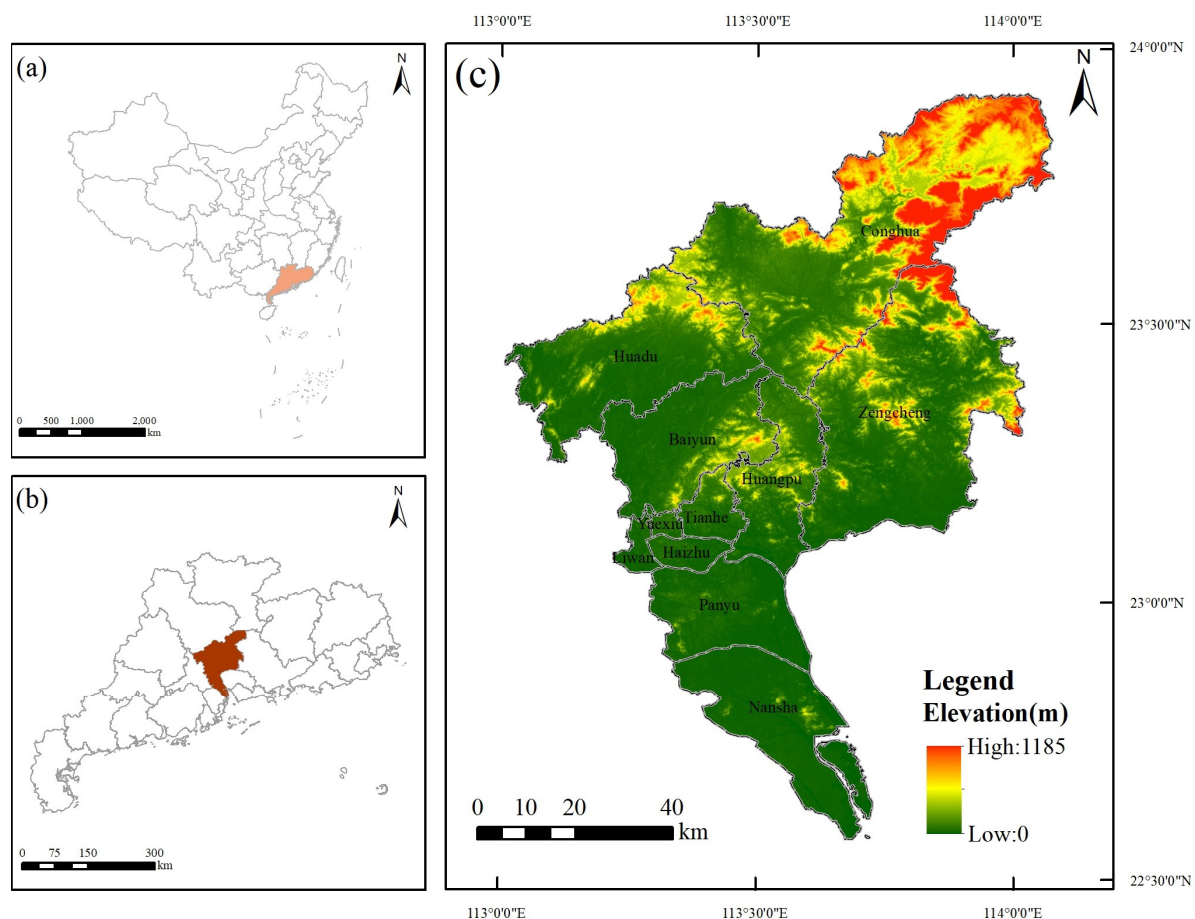 113°0'0"E
113°30'0"E
114°0'0"E
(a)
N
0 500 1,000 2,000
km
(b)
N
0 75 150 300
km
(c)
N
24°0'0"N
23°30'0"N
23°0'0"N
22°30'0"N
Conghua
Huadu
Zengcheng
Baiyun
Huangpu
Yuexiu
Tianhe
Liwan
Haizhu
Panyu
Nansha
Legend
Elevation(m)
High:1185
Low:0
0 10 20 40
km
113°0'0"E
113°30'0"E
114°0'0"E